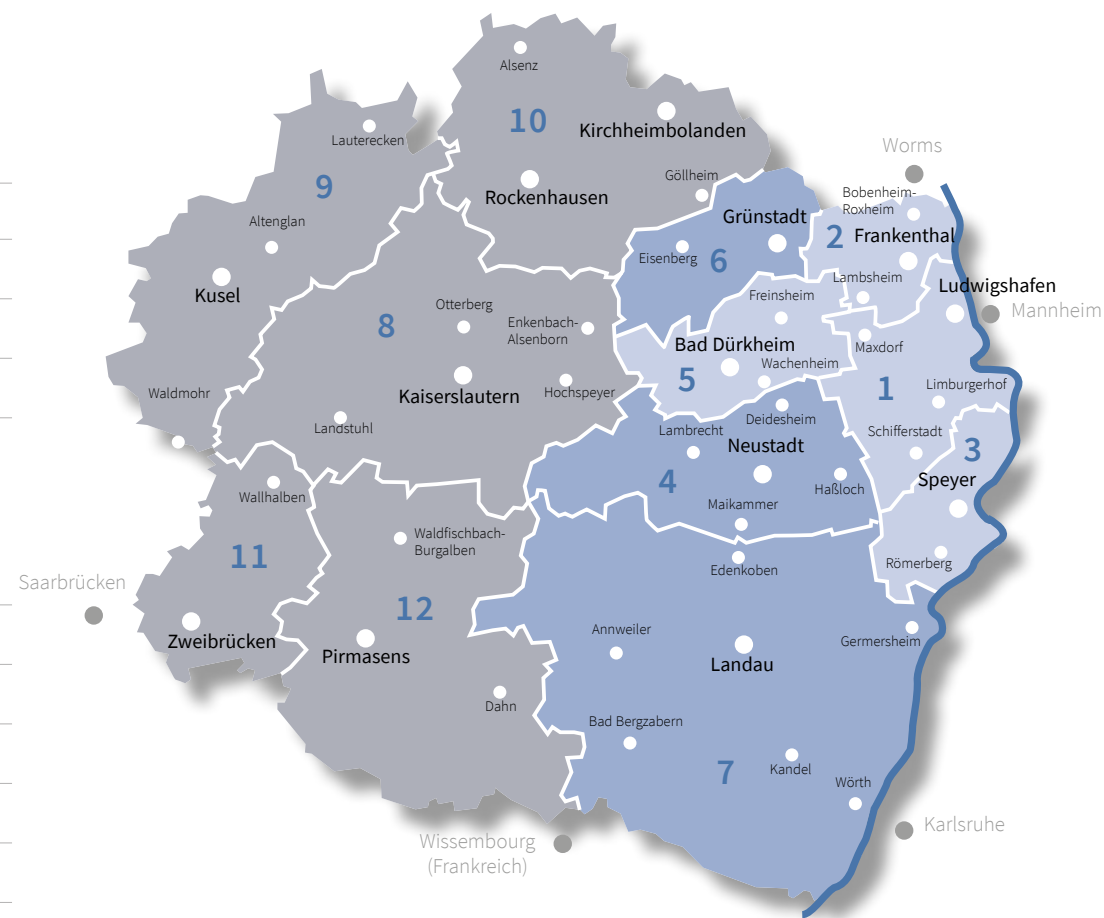 Alsenz
10
Kirchheimbolanden
Lauterecken
Worms
Göllheim
9
Rockenhausen
Bobenheim-
Roxheim
Altenglan
Grünstadt
2
Frankenthal
Eisenberg
6
Lambsheim
Ludwigshafen
Kusel
Freinsheim
Otterberg
Mannheim
8
Enkenbach-
Alsenborn
Bad Dürkheim
Maxdorf
Wachenheim
5
1
Limburgerhof
Waldmohr
Kaiserslautern
Hochspeyer
Deidesheim
Landstuhl
Lambrecht
Schifferstadt
Neustadt
3
4
Speyer
Haßloch
Wallhalben
Maikammer
Waldfischbach-
Burgalben
11
Römerberg
Edenkoben
Saarbrücken
12
Annweiler
Germersheim
Zweibrücken
Pirmasens
Landau
Dahn
Bad Bergzabern
7
Kandel
Wörth
Karlsruhe
Wissembourg
(Frankreich)